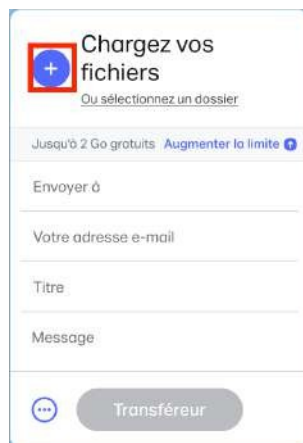 Chargez vos
fichiers
Ou sélectionnez un dossier
Jusqu'à 2 Go gratuits Augmenter la limite
Envoyer à
Votre adresse e-mail
Titre
Message
Transféreur